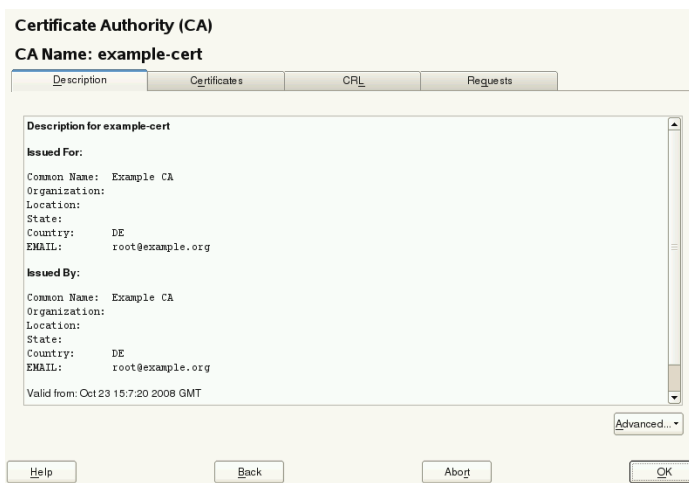 Certificate Authority (CA)
CA Name: example-cert
Description Certificates CRL Requests
Description for example-cert
Issued For:
Common Name: Example CA
Organization:
Location:
State:
Country: DE
EMAIL: root@example.org
Issued By:
Common Name: Example CA
Organization:
Location:
State:
Country: DE
EMAIL: root@example.org
Valid from: Oct 23 15:7:20 2008 GMT
Advanced...
Help Back Abort OK